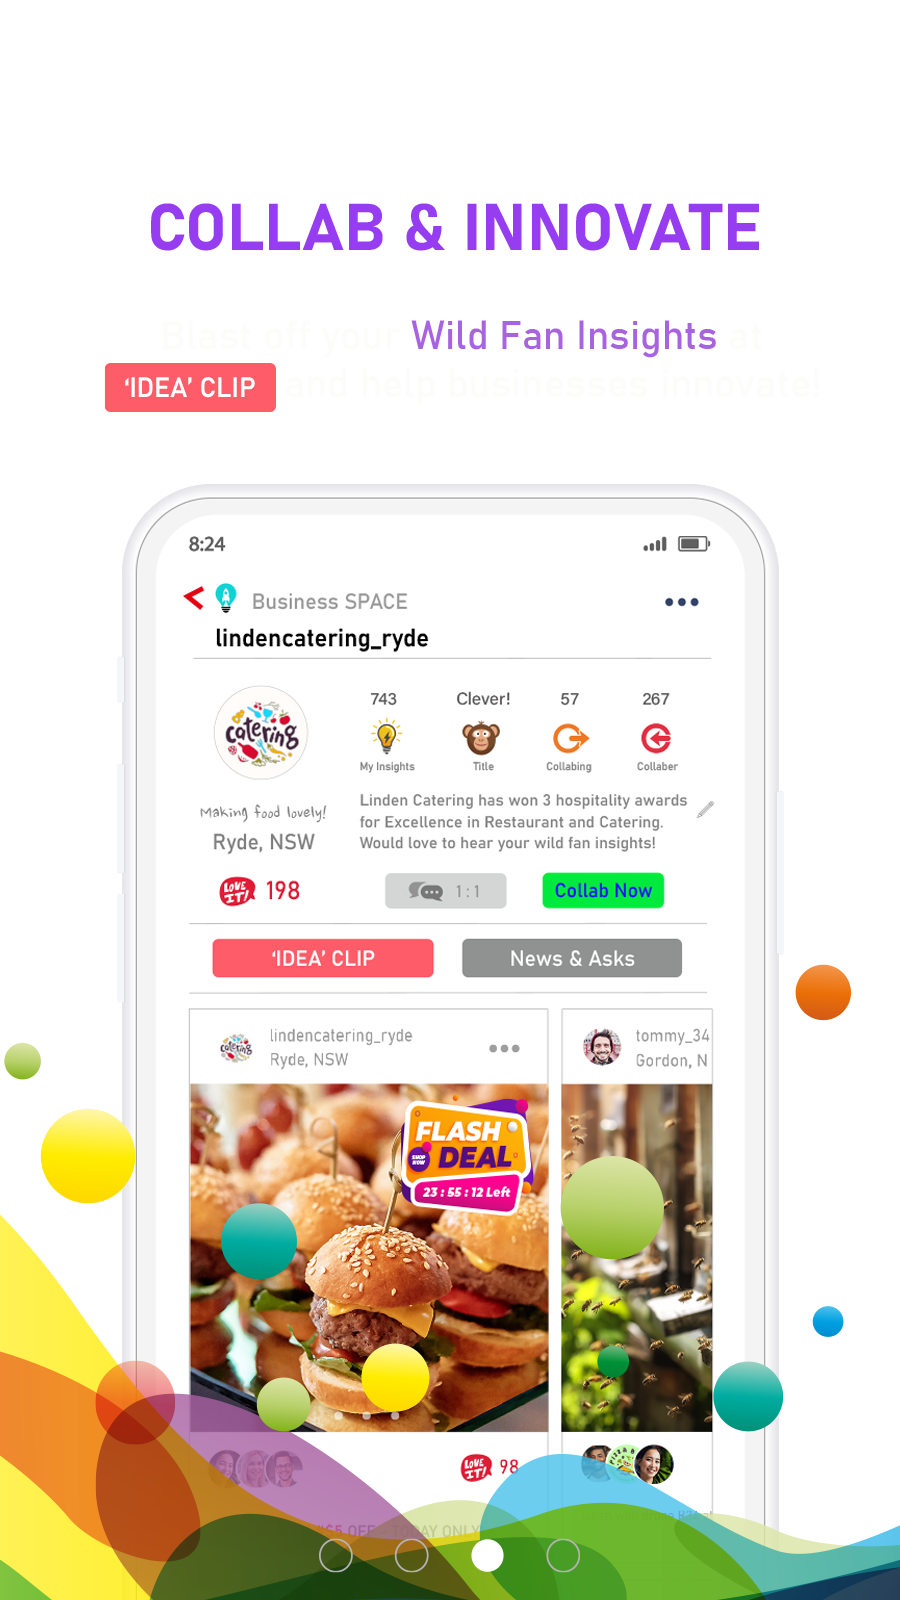 COLLAB & INNOVATE
Blast off your Wild Fan Insights at
‘IDEA’ CLIP and help businesses innovate!
8:24
Business SPACE
lindencatering_ryde
743 Clever! 57 267
My Insights Title Collabing Collaber
catering
Making food lovely!
Ryde, NSW
Linden Catering has won 3 hospitality awards
for Excellence in Restaurant and Catering.
Would love to hear your wild fan insights!
LOVE IT! 198
1 : 1
Collab Now
‘IDEA’ CLIP
News & Asks
catering
lindencatering_ryde
Ryde, NSW
tommy_34
Gordon, N
FLASH
DEAL
SHOP NOW
23 : 55 : 12 Left
LOVE IT! 98
$5 OFF TODAY ONLY